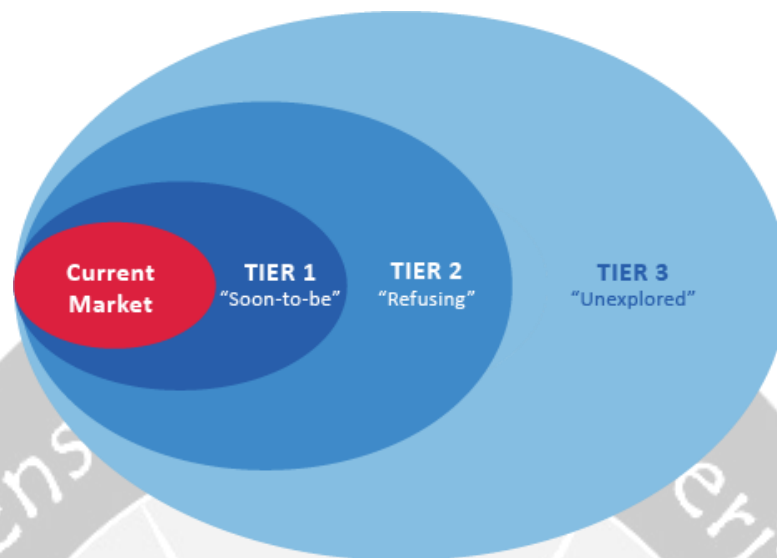 Current
Market
TIER 1
“Soon-to-be”
TIER 2
“Refusing”
TIER 3
“Unexplored”